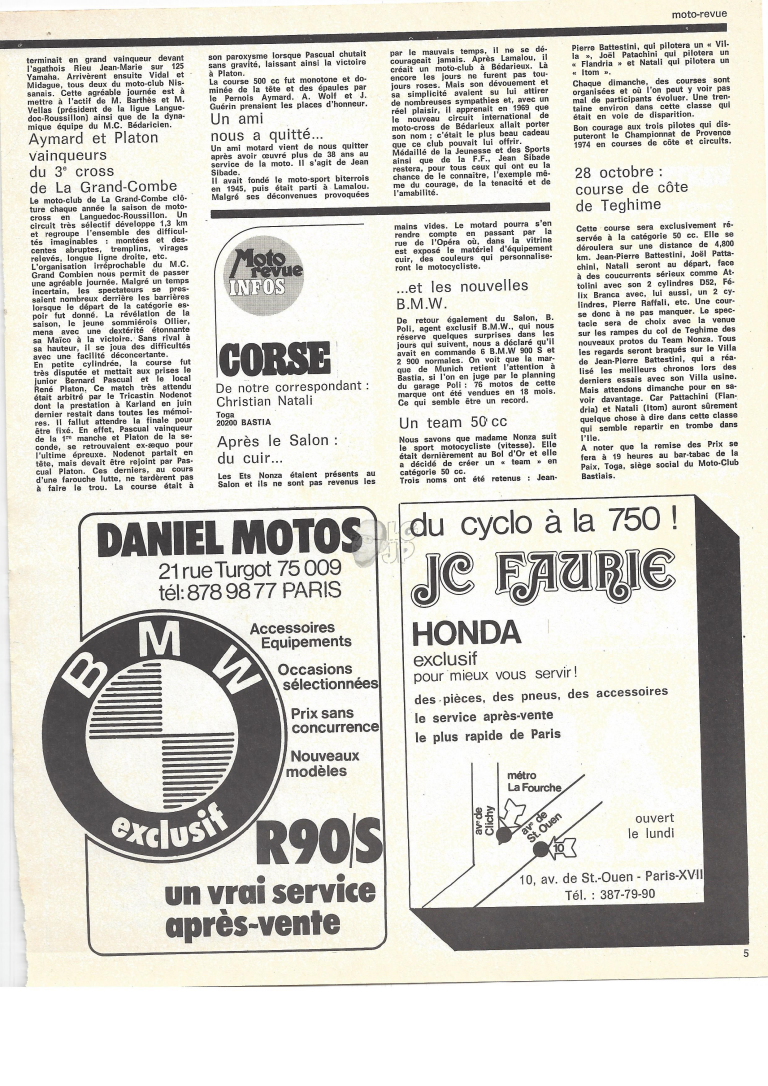 moto-revue
terminait en grand vainqueur devant
l'agathois Rieu Jean-Marie sur 125
Yamaha. Arrivèrent ensuite Vidal et
Midague, tous deux du moto-club Nis-
sanais. Cette agréable journée est à
mettre à l'actif de M. Barthès et M.
Vellas (président de la ligue Langue-
doc-Roussillon) ainsi que de la dyna-
mique équipe du M.C. Bédaricien.
Aymard et Platon
vainqueurs
du 3e cross
de La Grand-Combe
Le moto-club de La Grand-Combe clô-
ture chaque année la saison de moto-
cross en Languedoc-Roussillon. Un
circuit très sélectif développe 1,3 km
et regroupe l'ensemble des difficul-
tés imaginables : montées et des-
centes abruptes, tremplins, virages
relevés, longue ligne droite, etc.
L'organisation irréprochable du M.C.
Grand Combien nous permit de passer
une agréable journée. Malgré un temps
incertain, les spectateurs se pres-
saient nombreux derrière les barrières
lorsque le départ de la catégorie es-
poir fut donné. La révélation de la
saison, le jeune sommiérois Ollier,
mena avec une dextérité étonnante
sa Maïco à la victoire. Sans rival à
sa hauteur, il se joua des difficultés
avec une facilité déconcertante.
En petite cylindrée, la course fut
très disputée et mettait aux prises le
junior Bernard Pascual et le local
René Platon. Ce match très attendu
était arbitré par le Tricastin Nodenot
dont la prestation à Karland en juin
dernier restait dans toutes les mémoi-
res. Il fallut attendre la finale pour
être fixé. En effet, Pascual vainqueur
de la 1re manche et Platon de la se-
conde, se retrouvaient ex-æquo pour
l'ultime épreuve. Nodenot partait en
tête, mais devait être rejoint par Pas-
cual Platon. Ces derniers, au cours
d'une farouche lutte, ne tardèrent pas
à faire le trou. La course était à
son paroxysme lorsque Pascual chutait
sans gravité, laissant ainsi la victoire
à Platon.
La course 500 cc fut monotone et do-
minée de la tête et des épaules par
le Pernois Aymard. A. Wolf et J.
Guérin prenaient les places d'honneur.
Un ami
nous a quitté...
Un ami motard vient de nous quitter
après avoir œuvré plus de 38 ans au
service de la moto. Il s'agit de Jean
Sibade.
Il avait fondé le moto-sport biterrois
en 1945, puis était parti à Lamalou.
Malgré ses déconvenues provoquées
par le mauvais temps, il ne se dé-
courageait jamais. Après Lamalou, il
créait un moto-club à Bédarieux. Là
encore les jours ne furent pas tou-
jours roses. Mais son dévouement et
sa simplicité avaient su lui attirer
de nombreuses sympathies et, avec un
réel plaisir, il apprenait en 1969 que
le nouveau circuit international de
moto-cross de Bédarieux allait porter
son nom ; c'était le plus beau cadeau
que ce club pouvait lui offrir.
Médaillé de la Jeunesse et des Sports
ainsi que de la F.F., Jean Sibade
restera, pour tous ceux qui ont eu la
chance de le connaître, l'exemple mê-
me du courage, de la tenacité et de
l'amabilité.
Moto
revue
INFOS
CORSE
De notre correspondant :
Christian Natali
Toga
20200 BASTIA
Après le Salon :
du cuir...
Les Ets Nonza étaient présents au
Salon et ils ne sont pas revenus les
mains vides. Le motard pourra s'en
rendre compte en passant par la
rue de l'Opéra où, dans la vitrine
est exposé le matériel d'équipement
cuir, des couleurs qui personnalise-
ront le motocycliste.
...et les nouvelles
B.M.W.
De retour également du Salon, B.
Poli, agent exclusif B.M.W., qui nous
réserve quelques surprises dans les
jours qui suivent, nous a déclaré qu'il
avait en commande 6 B.M.W 900 S et
2 900 normales. On voit que la mar-
que de Munich retient l'attention à
Bastia, si l'on en juge par le planning
du garage Poli : 76 motos de cette
marque ont été vendues en 18 mois.
Ce qui semble être un record.
Un team 50 cc
Nous savons que madame Nonza suit
le sport motocycliste (vitesse). Elle
était dernièrement au Bol d'Or et elle
a décidé de créer un « team » en
catégorie 50 cc.
Trois noms ont été retenus : Jean-
Pierre Battestini, qui pilotera un « Vil-
la », Joël Patachini qui pilotera un
« Flandria » et Natali qui pilotera un
« Itom ».
Chaque dimanche, des courses sont
organisées et où l'on peut y voir pas
mal de participants évoluer. Une tren-
taine environ dans cette classe qui
était en voie de disparition.
Bon courage aux trois pilotes qui dis-
puteront le Championnat de Provence
1974 en courses de côte et circuits.
28 octobre :
course de côte
de Teghime
Cette course sera exclusivement ré-
servée à la catégorie 50 cc. Elle se
déroulera sur une distance de 4,800
km. Jean-Pierre Battestini, Joël Patta-
chini, Natali seront au départ, face
à des coucurrents sérieux comme At-
tolini avec son 2 cylindres D52, Fé-
lix Branca avec, lui aussi, un 2 cy-
lindres, Pierre Raffali, etc. Une cour-
se donc à ne pas manquer. Le spec-
tacle sera de choix avec la venue
sur les rampes du col de Teghime des
nouveaux protos du Team Nonza. Tous
les regards seront braqués sur le Villa
de Jean-Pierre Battestini, qui a réa-
lisé les meilleurs chronos lors des
derniers essais avec son Villa usine.
Mais attendons dimanche pour en sa-
voir davantage. Car Pattachini (Flan-
dria) et Natali (Itom) auront sûrement
quelque chose à dire dans cette classe
qui semble repartir en trombe dans
l'Ile.
A noter que la remise des Prix se
fera à 19 heures au bar-tabac de la
Paix, Toga, siège social du Moto-Club
Bastiais.
DANIEL MOTOS
21 rue Turgot 75 009
tél: 878 98 77 PARIS
BMW
exclusif
Accessoires
Equipements
Occasions
sélectionnées
Prix sans
concurrence
Nouveaux
modèles
R90/S
un vrai service
après-vente
du cyclo à la 750 !
JC FAURIE
HONDA
exclusif
pour mieux vous servir!
des pièces, des pneus, des accessoires
le service après-vente
le plus rapide de Paris
métro
La Fourche
ave de
Clichy
ave de
St. Ouen
10
ouvert
le lundi
10, av. de St.-Ouen - Paris-XVII
Tél. : 387-79-90
5